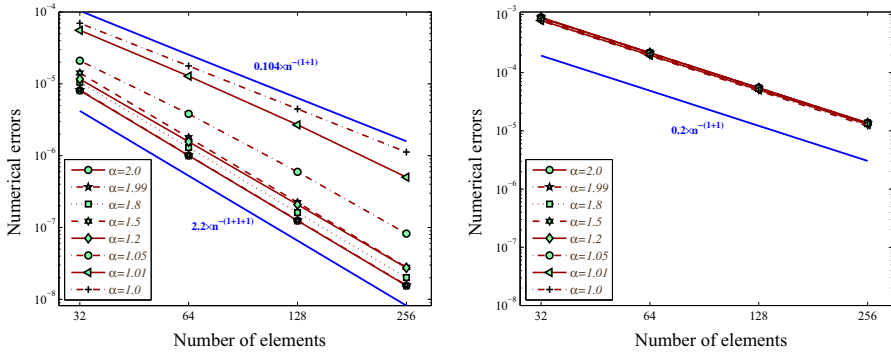 10^{-4}
10^{-5}
10^{-6}
10^{-7}
10^{-8}
Numerical errors
0.104×n^{-(1+1)}
2.2×n^{-(1+1+1)}
α=2.0
α=1.99
α=1.8
α=1.5
α=1.2
α=1.05
α=1.01
α=1.0
32 64 128 256
Number of elements
10^{-3}
10^{-4}
10^{-5}
10^{-6}
10^{-7}
10^{-8}
Numerical errors
0.2×n^{-(1+1)}
α=2.0
α=1.99
α=1.8
α=1.5
α=1.2
α=1.05
α=1.01
α=1.0
32 64 128 256
Number of elements